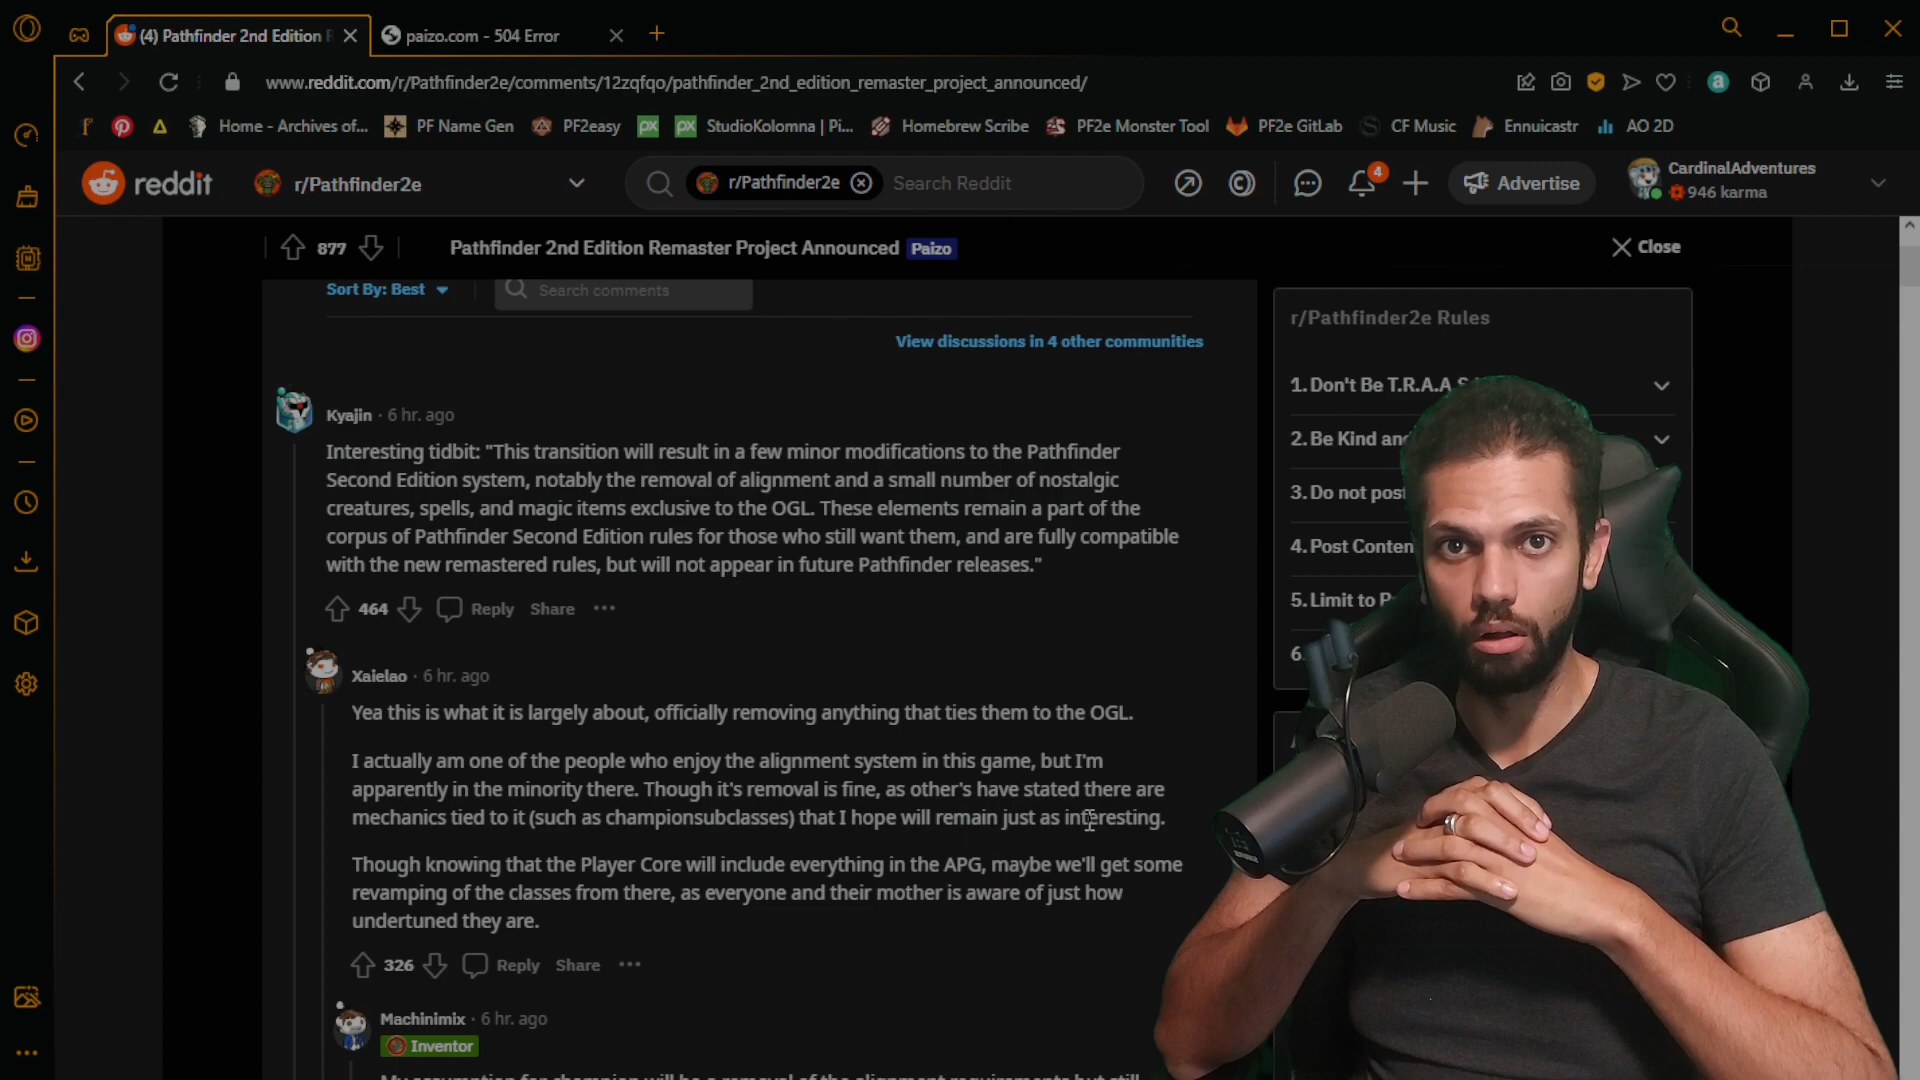 (4) Pathfinder 2nd Edition R
paizo.com - 504 Error
www.reddit.com/r/Pathfinder2e/comments/12zqfqo/pathfinder_2nd_edition_remaster_project_announced/
Home - Archives of...
PF Name Gen
PF2easy
px
px
StudioKolomna | Pi...
Homebrew Scribe
PF2e Monster Tool
PF2e GitLab
CF Music
Ennuicastr
AO 2D
reddit
r/Pathfinder2e
r/Pathfinder2e
Search Reddit
4
Advertise
CardinalAdventures
946 karma
877
Pathfinder 2nd Edition Remaster Project Announced
Paizo
Close
Sort By: Best
Search comments
View discussions in 4 other communities
Kyajin · 6 hr. ago
Interesting tidbit: "This transition will result in a few minor modifications to the Pathfinder
Second Edition system, notably the removal of alignment and a small number of nostalgic
creatures, spells, and magic items exclusive to the OGL. These elements remain a part of the
corpus of Pathfinder Second Edition rules for those who still want them, and are fully compatible
with the new remastered rules, but will not appear in future Pathfinder releases."
464
Reply
Share
Xaielao · 6 hr. ago
Yea this is what it is largely about, officially removing anything that ties them to the OGL.
I actually am one of the people who enjoy the alignment system in this game, but I'm
apparently in the minority there. Though it's removal is fine, as other's have stated there are
mechanics tied to it (such as championsubclasses) that I hope will remain just as interesting.
Though knowing that the Player Core will include everything in the APG, maybe we'll get some
revamping of the classes from there, as everyone and their mother is aware of just how
undertuned they are.
326
Reply
Share
Machinimix · 6 hr. ago
Inventor
r/Pathfinder2e Rules
1. Don't Be T.R.A.A.S
2. Be Kind and
3. Do not post
4. Post Conten
5. Limit to
6.